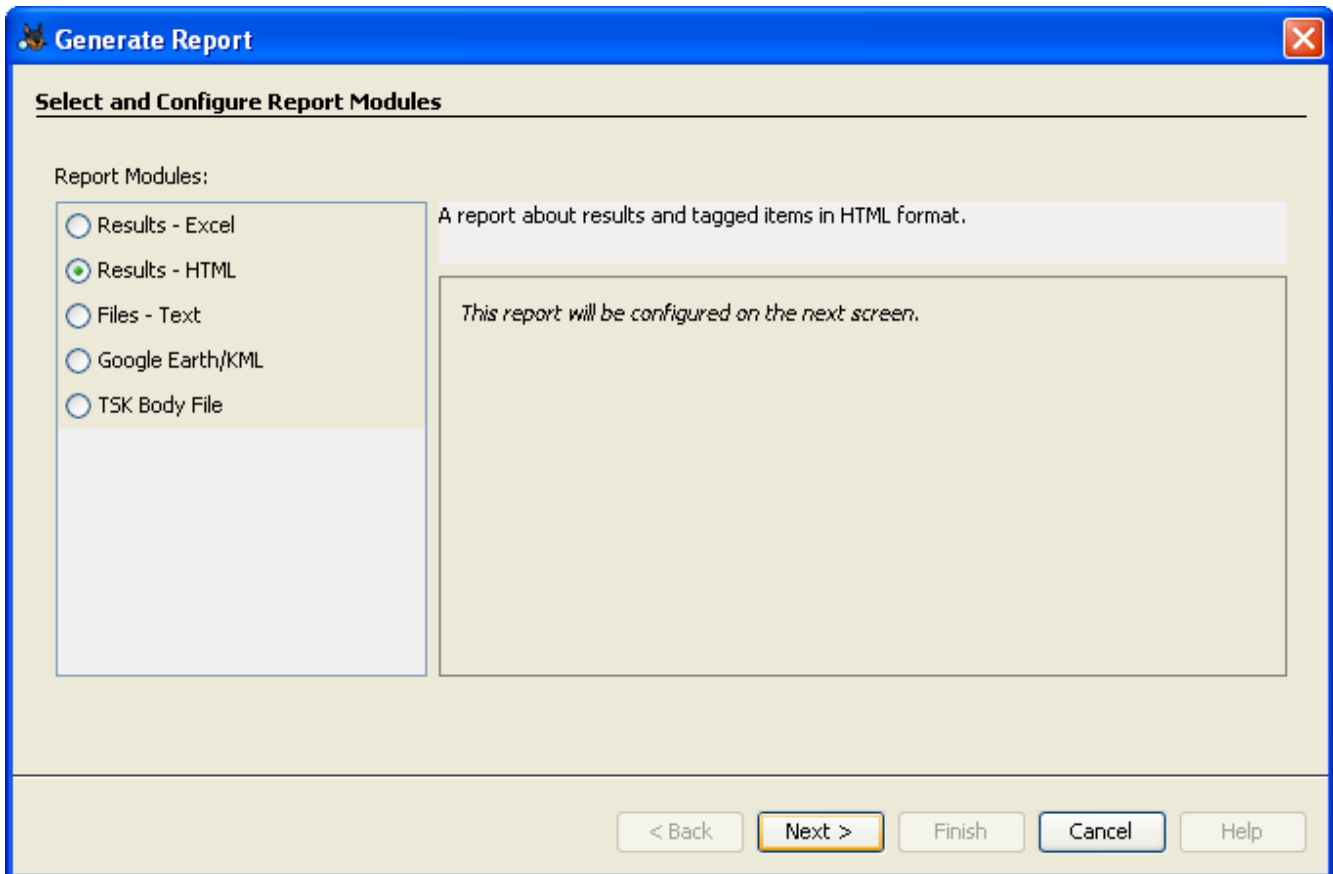 Generate Report
Select and Configure Report Modules
Report Modules:
Results - Excel
Results - HTML
Files - Text
Google Earth/KML
TSK Body File
A report about results and tagged items in HTML format.
This report will be configured on the next screen.
< Back
Next >
Finish
Cancel
Help